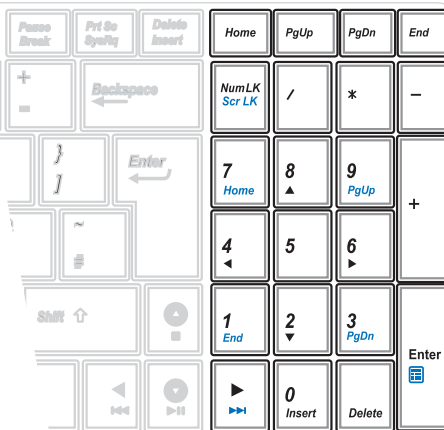 Pause Break
Prt Sc SysRq
Delete Insert
Home
PgUp
PgDn
End
+
=
Backspace
NumLK
Scr LK
/
*
-
}
]
Enter
7
Home
8
9
PgUp
+
~
#
4
5
6
Shift
1
End
2
3
PgDn
Enter
0
Insert
Delete